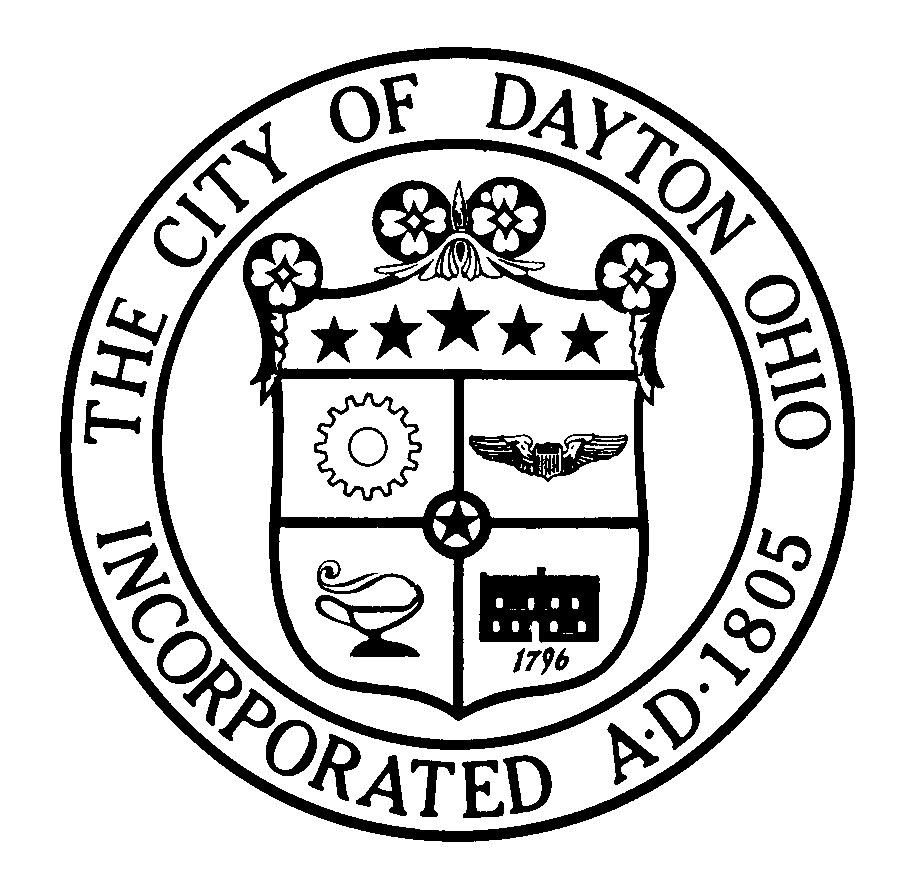 THE CITY OF DAYTON OHIO
INCORPORATED A·D·1805
1796